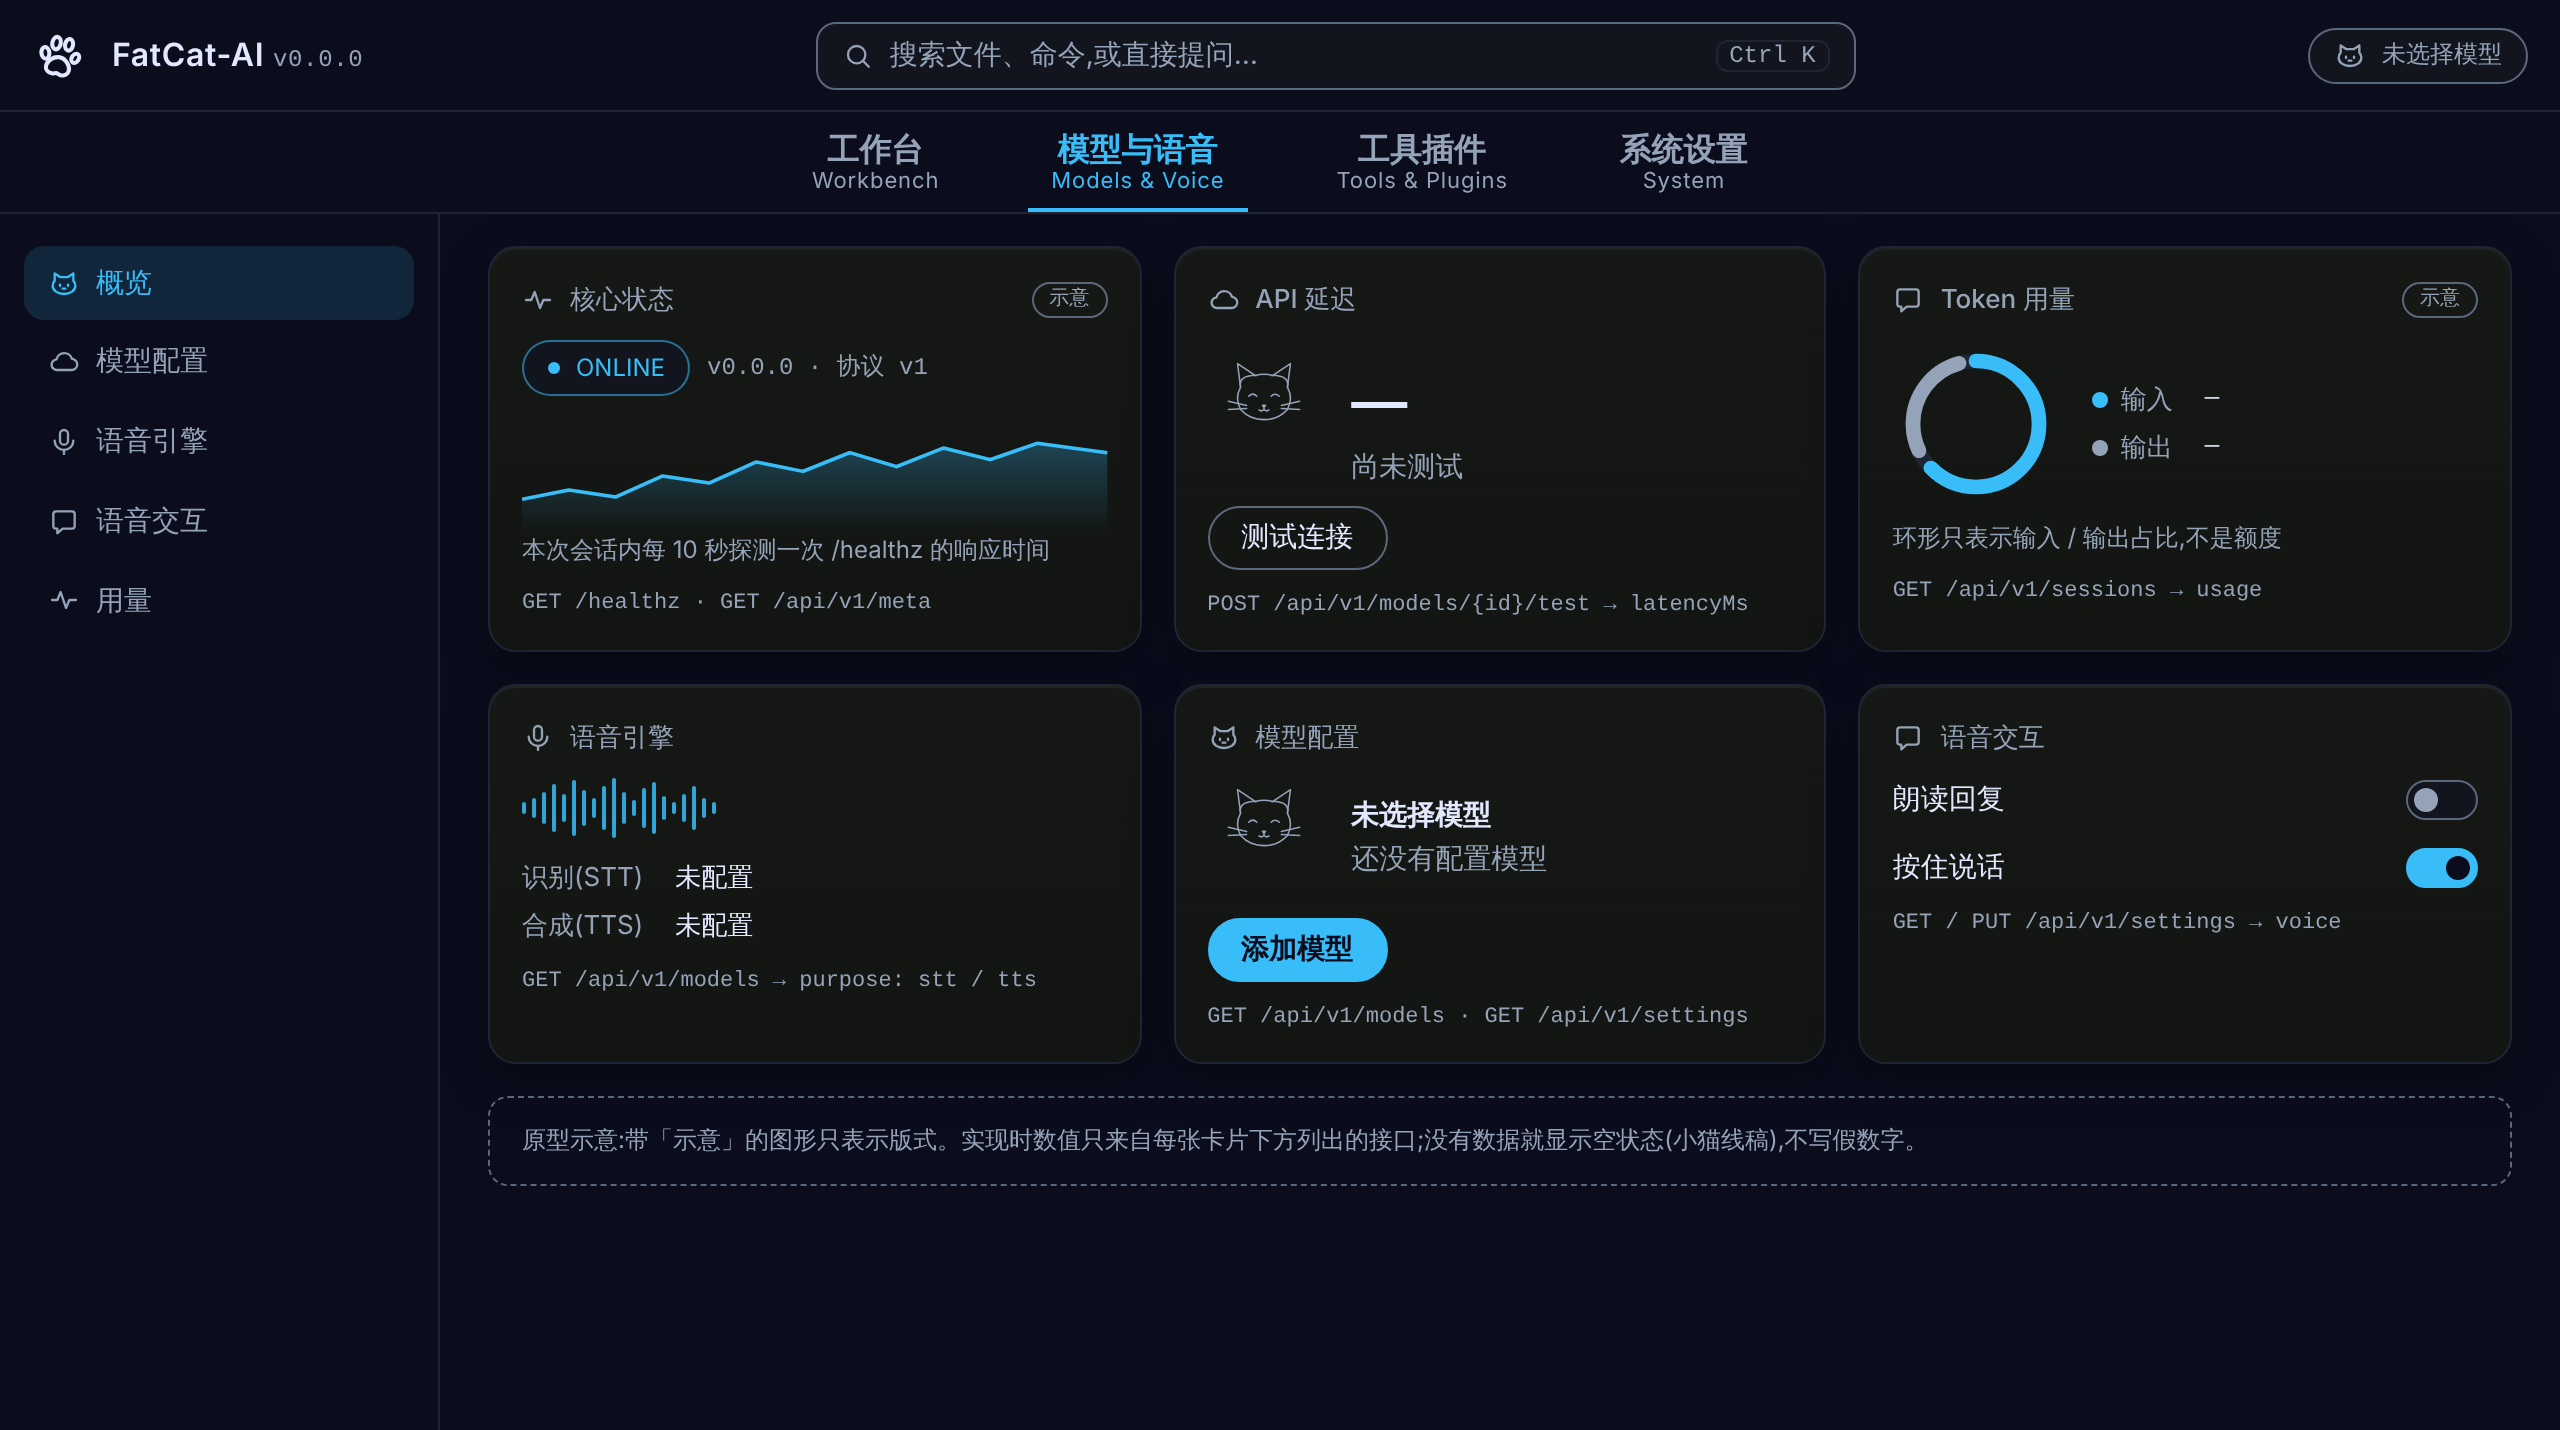 FatCat-AI v0.0.0
搜索文件、命令,或直接提问...
Ctrl K
未选择模型
工作台
Workbench
模型与语音
Models & Voice
工具插件
Tools & Plugins
系统设置
System
概览
模型配置
语音引擎
语音交互
用量
核心状态
示意
ONLINE
v0.0.0 · 协议 v1
本次会话内每 10 秒探测一次 /healthz 的响应时间
GET /healthz · GET /api/v1/meta
API 延迟
—
尚未测试
测试连接
POST /api/v1/models/{id}/test → latencyMs
Token 用量
示意
输入 –
输出 –
环形只表示输入 / 输出占比,不是额度
GET /api/v1/sessions → usage
语音引擎
识别(STT) 未配置
合成(TTS) 未配置
GET /api/v1/models → purpose: stt / tts
模型配置
未选择模型
还没有配置模型
添加模型
GET /api/v1/models · GET /api/v1/settings
语音交互
朗读回复
按住说话
GET / PUT /api/v1/settings → voice
原型示意:带「示意」的图形只表示版式。实现时数值只来自每张卡片下方列出的接口;没有数据就显示空状态(小猫线稿),不写假数字。